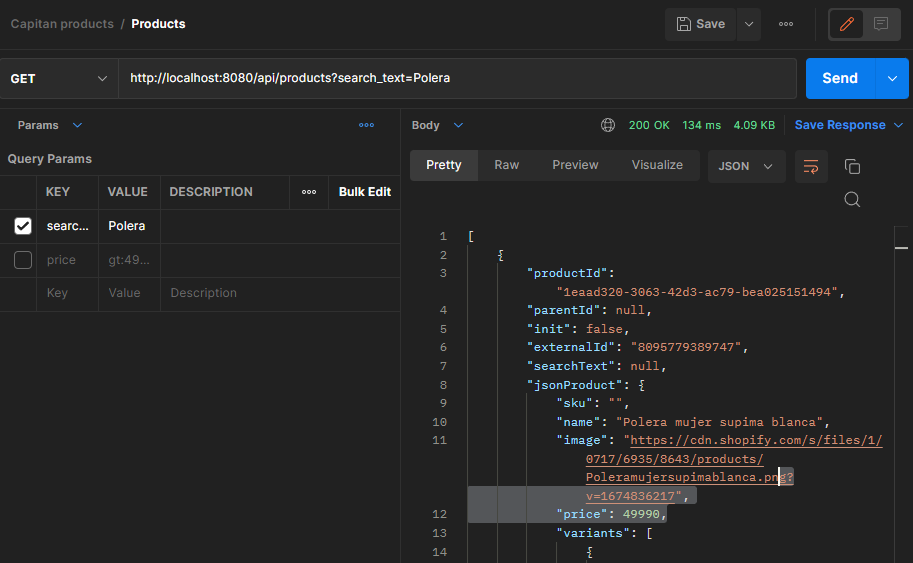 Capitan products / Products
Save
GET
http://localhost:8080/api/products?search_text=Polera
Send
Params
Query Params
KEY VALUE DESCRIPTION Bulk Edit
searc... Polera
price gt:49...
Key Value Description
Body 200 OK 134 ms 4.09 KB Save Response
Pretty Raw Preview Visualize JSON
1 [
2 {
3 "productId":
"1eaad320-3063-42d3-ac79-bea025151494",
4 "parentId": null,
5 "init": false,
6 "externalId": "8095779389747",
7 "searchText": null,
8 "jsonProduct": {
9 "sku": "",
10 "name": "Polera mujer supima blanca",
11 "image": "https://cdn.shopify.com/s/files/1/
0717/6935/8643/products/
Poleramujersupimablanca.png?
v=1674836217",
12 "price": 49990,
13 "variants": [
14 {